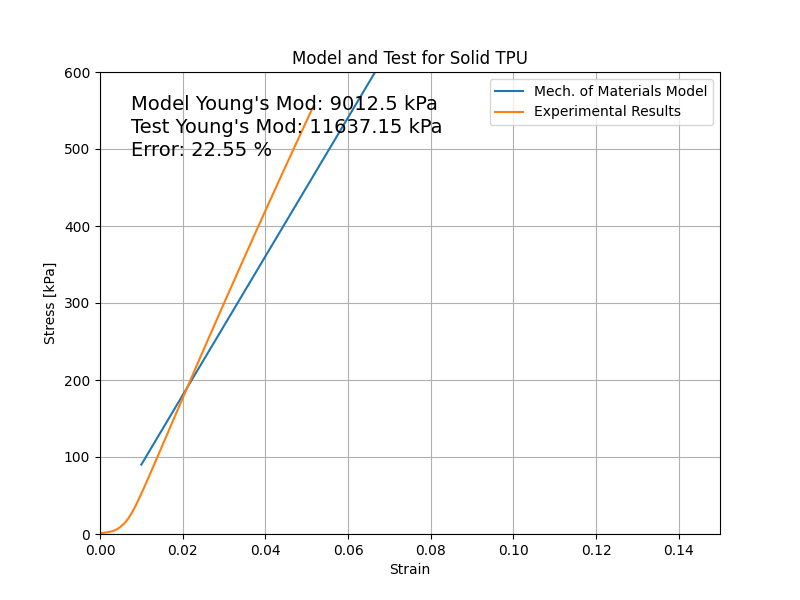 Model and Test for Solid TPU
Model Young's Mod: 9012.5 kPa
Test Young's Mod: 11637.15 kPa
Error: 22.55 %
Mech. of Materials Model
Experimental Results
600
500
400
300
200
100
0
Stress [kPa]
0.00 0.02 0.04 0.06 0.08 0.10 0.12 0.14
Strain